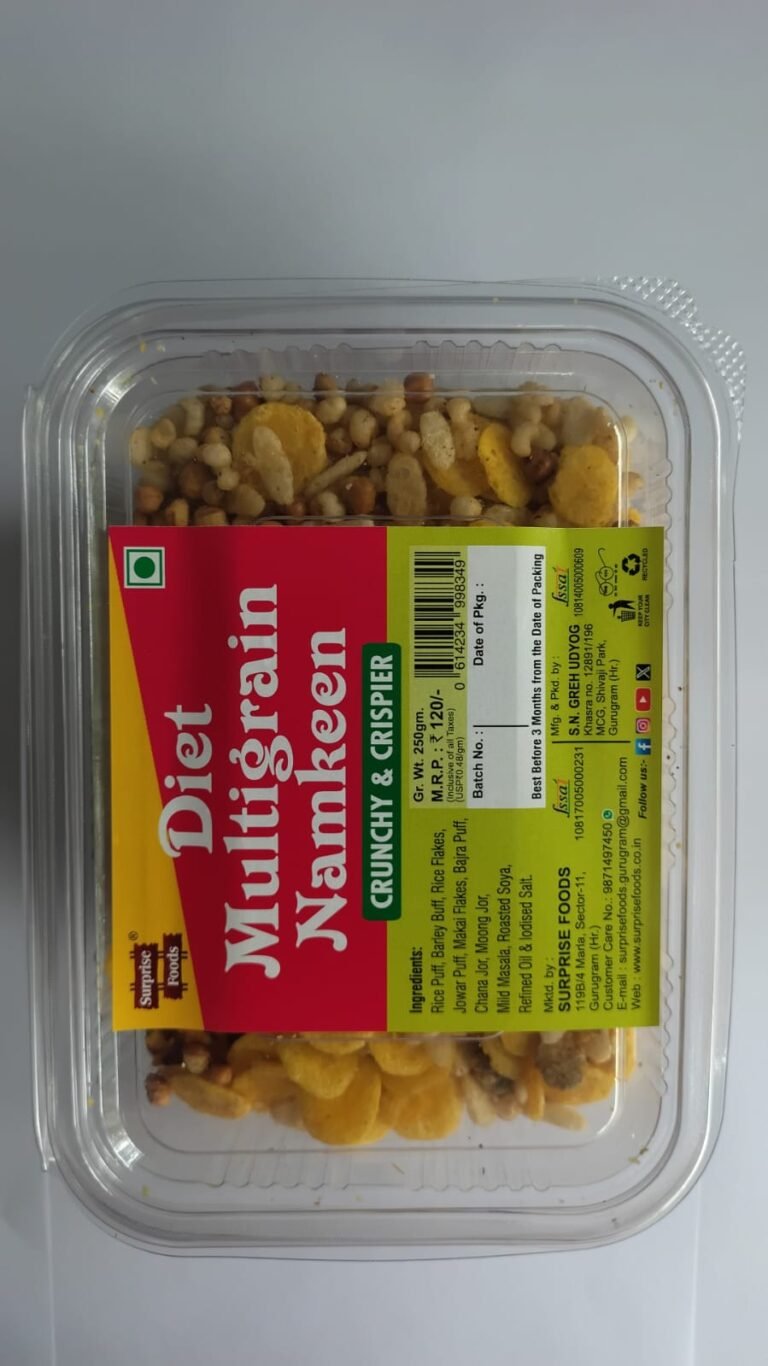 Surprise ®
Foods
Diet
Multigrain
Namkeen
CRUNCHY & CRISPIER
Ingredients:
Rice Puff, Barley Buff, Rice Flakes,
Jowar Puff, Makai Flakes, Bajra Puff,
Chana Jor, Moong Jor,
Mild Masala, Roasted Soya,
Refined Oil & Iodised Salt.
Gr. Wt. 250gm.
M.R.P. : ₹ 120/-
(Inclusive of all Taxes)
(USP₹0.48/gm)
0 614234 998349
Batch No. :
Date of Pkg. :
Best Before 3 Months from the Date of Packing
Mktd. by :
SURPRISE FOODS
119B/4 Marla, Sector-11,
Gurugram (Hr.)
Customer Care No.: 9871497450
E-mail : surprisefoods.gurugram@gmail.com
Web : www.surprisefoods.co.in
fssai
10817005000231
Mfg. & Pkd. by :
S.N. GREH UDYOG
Khasra no. 12891/196
MCG, Shivaji Park,
Gurugram (Hr.)
fssai
10814005000609
Follow us:-
KEEP YOUR
CITY CLEAN
RECYCLED